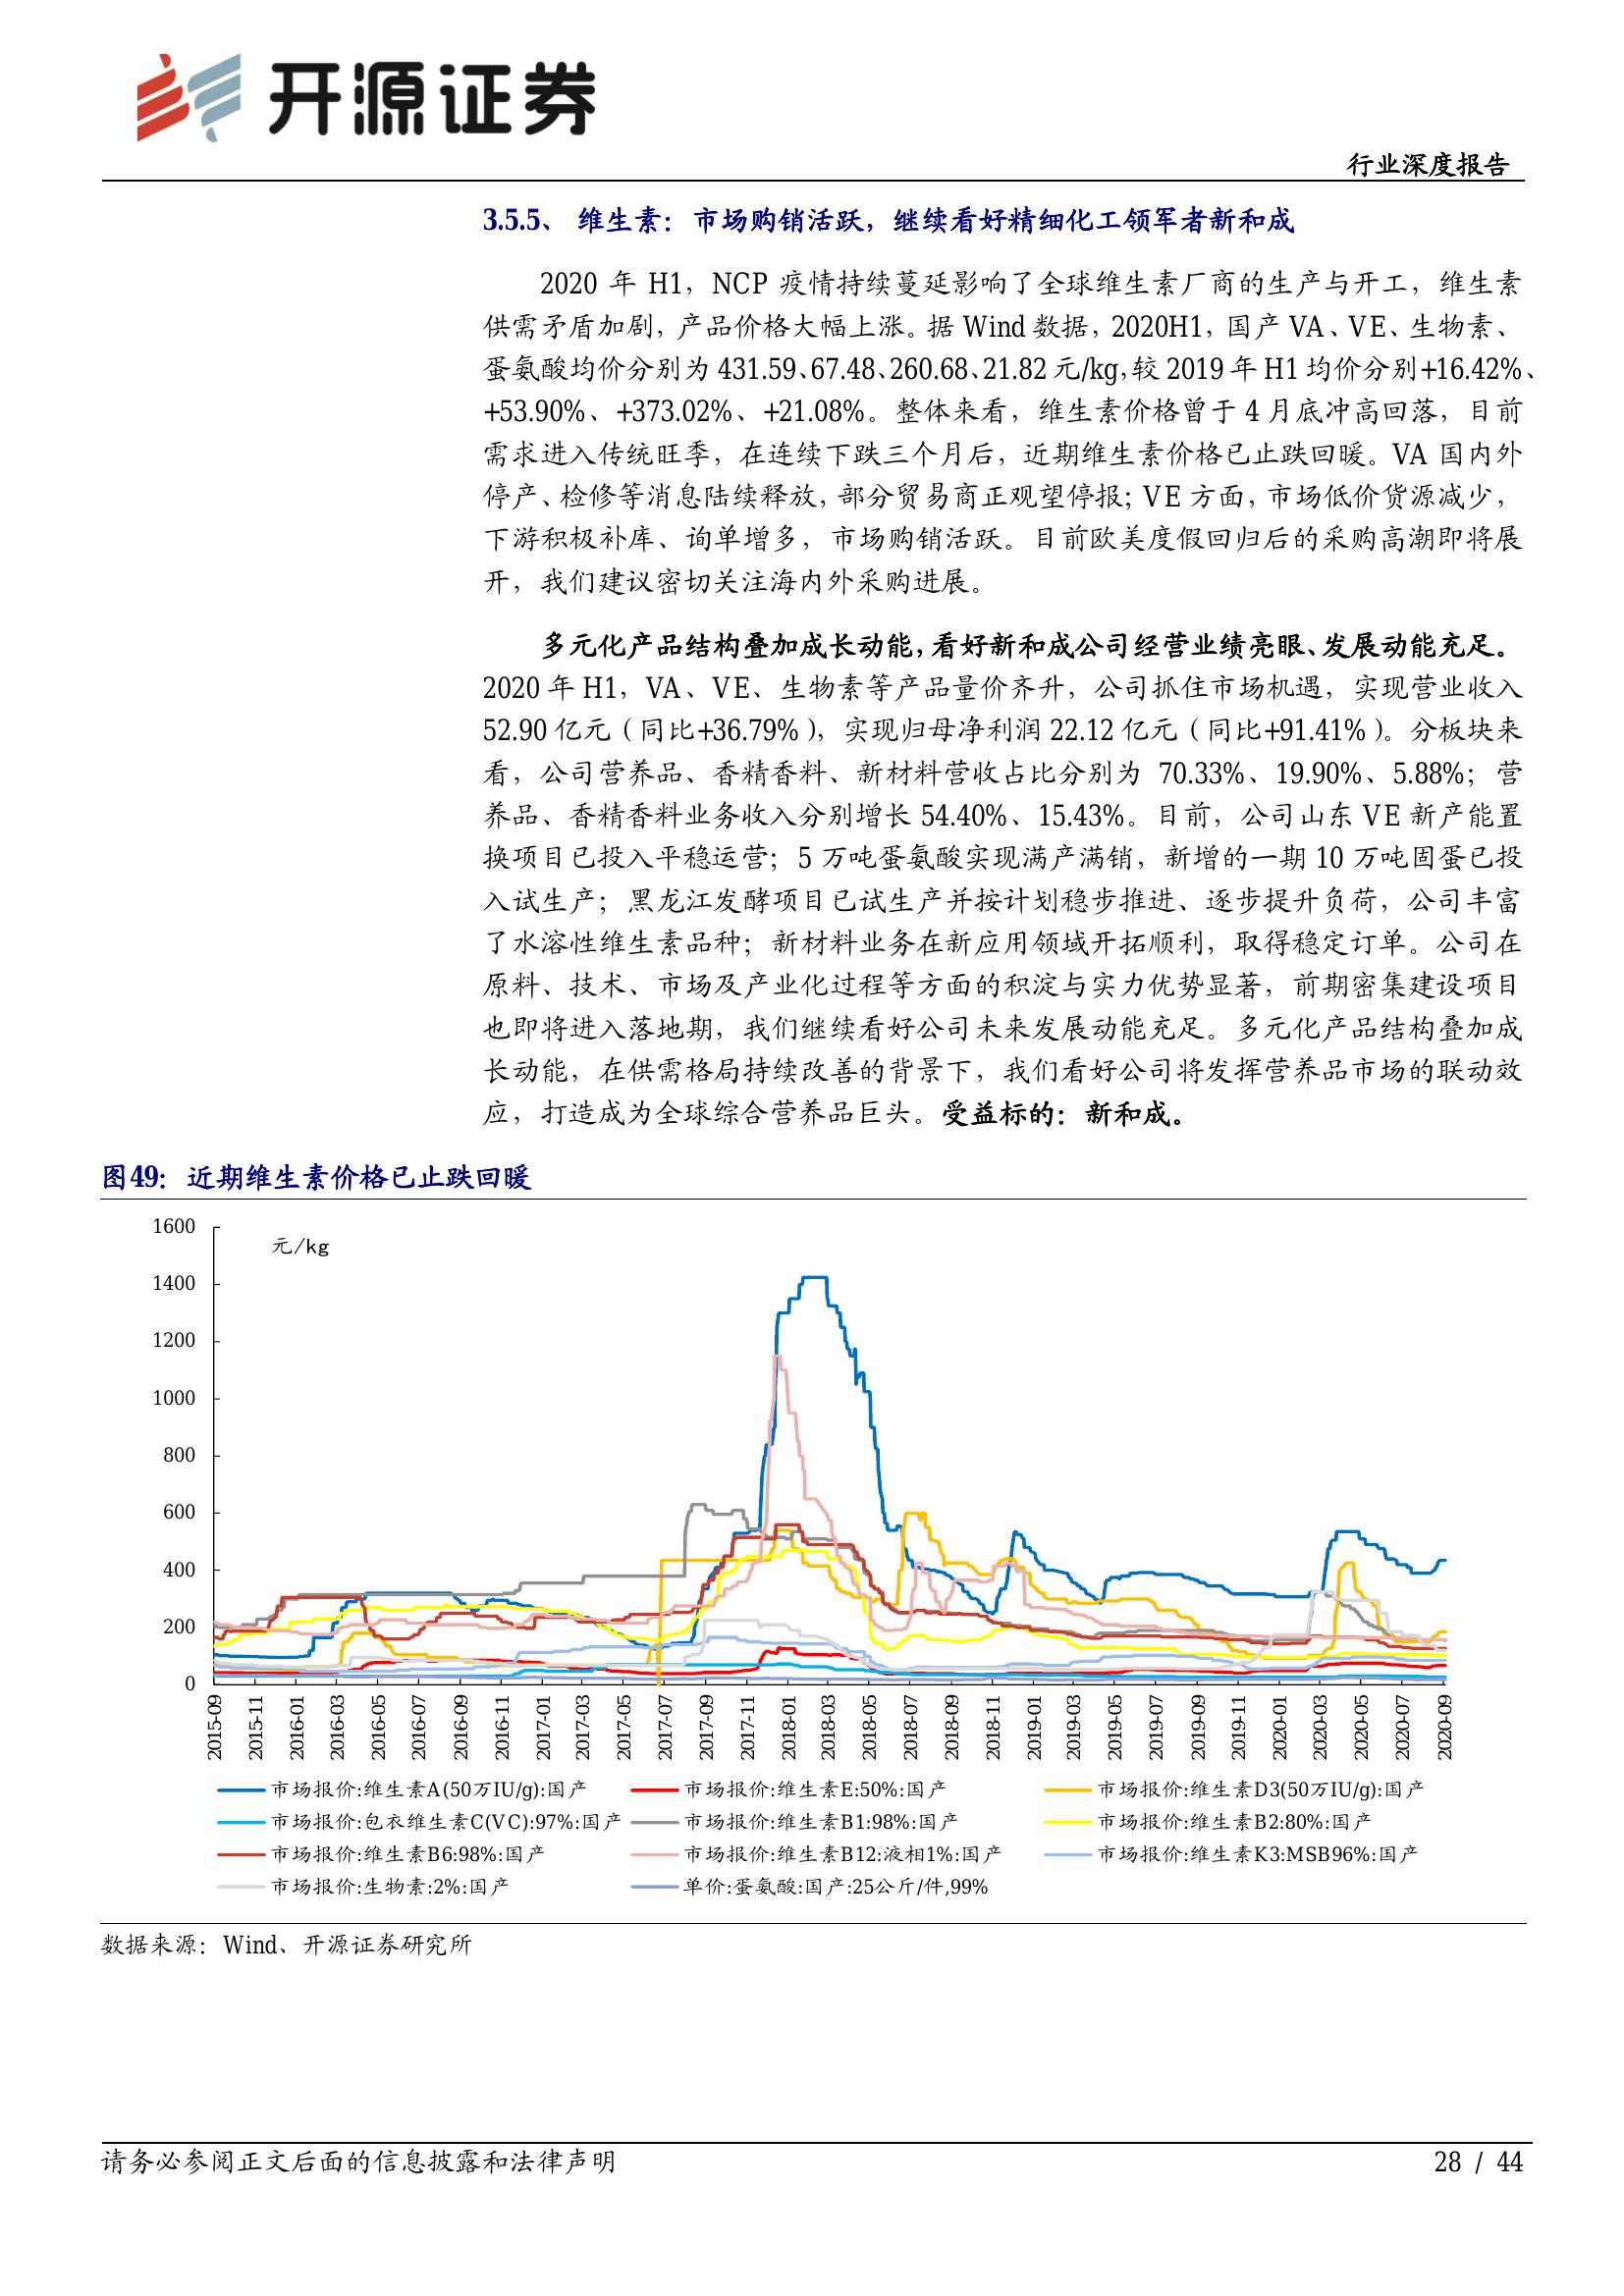 开源证券
行业深度报告
3.5.5、 维生素：市场购销活跃，继续看好精细化工领军者新和成
2020 年 H1，NCP 疫情持续蔓延影响了全球维生素厂商的生产与开工，维生素
供需矛盾加剧，产品价格大幅上涨。据 Wind 数据，2020H1，国产 VA、VE、生物素、
蛋氨酸均价分别为 431.59、67.48、260.68、21.82 元/kg，较 2019 年 H1 均价分别+16.42%、
+53.90%、+373.02%、+21.08%。整体来看，维生素价格曾于 4 月底冲高回落，目前
需求进入传统旺季，在连续下跌三个月后，近期维生素价格已止跌回暖。VA 国内外
停产、检修等消息陆续释放，部分贸易商正观望停报；VE 方面，市场低价货源减少，
下游积极补库、询单增多，市场购销活跃。目前欧美度假回归后的采购高潮即将展
开，我们建议密切关注海内外采购进展。
多元化产品结构叠加成长动能，看好新和成公司经营业绩亮眼、发展动能充足。
2020 年 H1，VA、VE、生物素等产品量价齐升，公司抓住市场机遇，实现营业收入
52.90 亿元（同比+36.79%），实现归母净利润 22.12 亿元（同比+91.41%）。分板块来
看，公司营养品、香精香料、新材料营收占比分别为 70.33%、19.90%、5.88%；营
养品、香精香料业务收入分别增长 54.40%、15.43%。目前，公司山东 VE 新产能置
换项目已投入平稳运营；5 万吨蛋氨酸实现满产满销，新增的一期 10 万吨固蛋已投
入试生产；黑龙江发酵项目已试生产并按计划稳步推进、逐步提升负荷，公司丰富
了水溶性维生素品种；新材料业务在新应用领域开拓顺利，取得稳定订单。公司在
原料、技术、市场及产业化过程等方面的积淀与实力优势显著，前期密集建设项目
也即将进入落地期，我们继续看好公司未来发展动能充足。多元化产品结构叠加成
长动能，在供需格局持续改善的背景下，我们看好公司将发挥营养品市场的联动效
应，打造成为全球综合营养品巨头。受益标的：新和成。
图49：近期维生素价格已止跌回暖
元/kg
1600
1400
1200
1000
800
600
400
200
0
2015-09 2015-11 2016-01 2016-03 2016-05 2016-07 2016-09 2016-11 2017-01 2017-03 2017-05 2017-07 2017-09 2017-11 2018-01 2018-03 2018-05 2018-07 2018-09 2018-11 2019-01 2019-03 2019-05 2019-07 2019-09 2019-11 2020-01 2020-03 2020-05 2020-07 2020-09
市场报价:维生素A(50万IU/g):国产 市场报价:维生素E:50%:国产 市场报价:维生素D3(50万IU/g):国产
市场报价:包衣维生素C(VC):97%:国产 市场报价:维生素B1:98%:国产 市场报价:维生素B2:80%:国产
市场报价:维生素B6:98%:国产 市场报价:维生素B12:液相1%:国产 市场报价:维生素K3:MSB96%:国产
市场报价:生物素:2%:国产 单价:蛋氨酸:国产:25公斤/件,99%
数据来源：Wind、开源证券研究所
请务必参阅正文后面的信息披露和法律声明
28 / 44